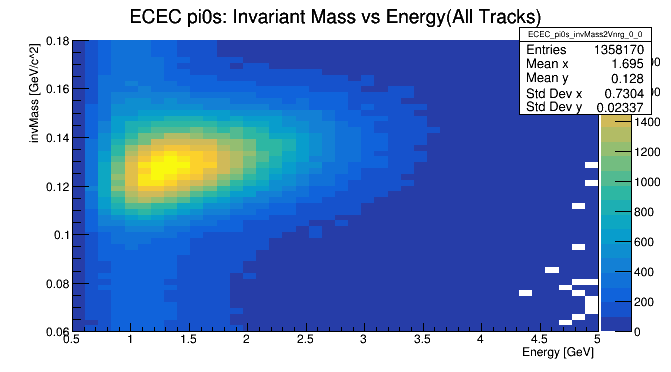 ECEC pi0s: Invariant Mass vs Energy(All Tracks)
ECEC_pi0s_invMass2Vnrg_0_0
Entries 1358170
Mean x 1.695
Mean y 0.128
Std Dev x 0.7304
Std Dev y 0.02337
invMass [GeV/c^2]
0.18
0.16
0.14
0.12
0.1
0.08
0.06
0.5 1 1.5 2 2.5 3 3.5 4 4.5 5
Energy [GeV]
1400
1200
1000
800
600
400
200
0